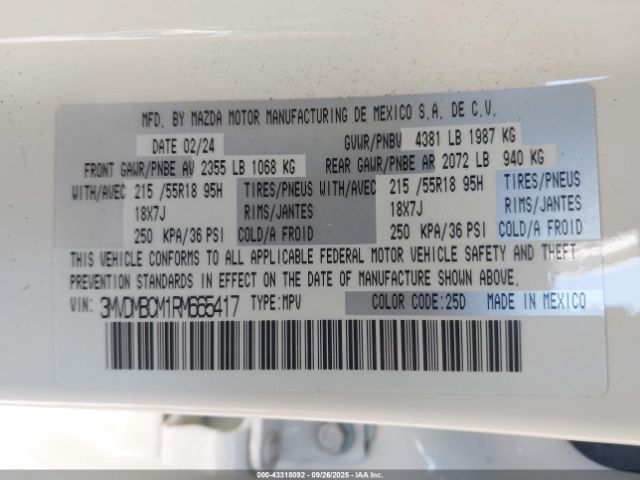 MFD. BY MAZDA MOTOR MANUFACTURING DE MEXICO S.A. DE C.V.
DATE 02/24 GVWR/PNBV 4381 LB 1987 KG
FRONT GAWR/PNBE AV 2355 LB 1068 KG REAR GAWR/PNBE AR 2072 LB 940 KG
WITH/AVEC 215 /55R18 95H TIRES/PNEUS WITH/AVEC 215 /55R18 95H TIRES/PNEUS
18X7J RIMS/JANTES 18X7J RIMS/JANTES
250 KPA/36 PSI COLD/A FROID 250 KPA/36 PSI COLD/A FROID
THIS VEHICLE CONFORMS TO ALL APPLICABLE FEDERAL MOTOR VEHICLE SAFETY AND THEFT
PREVENTION STANDARDS IN EFFECT ON THE DATE OF MANUFACTURE SHOWN ABOVE.
VIN: 3MVDMBCM1RM665417 TYPE:MPV COLOR CODE:25D MADE IN MEXICO
000-43318092 - 09/26/2025 - Copyright © IAA.